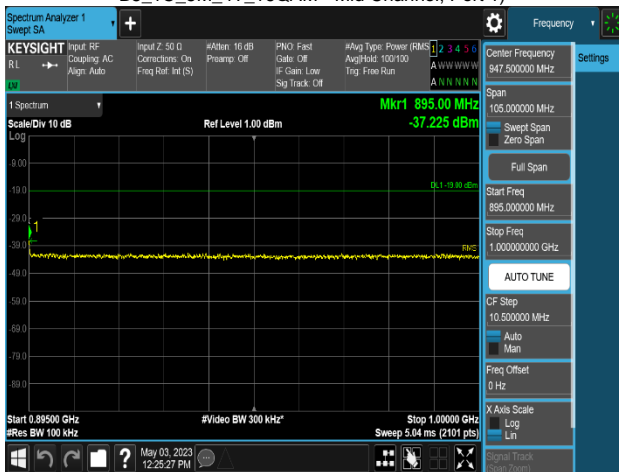 Spectrum Analyzer 1
Swept SA
+
Frequency
KEYSIGHT
RL
Input: RF
Coupling: AC
Align: Auto
Input Z: 50 Ω
Corrections: On
Freq Ref: Int (S)
#Atten: 16 dB
Preamp: Off
PNO: Fast
Gate: Off
IF Gain: Low
Sig Track: Off
#Avg Type: Power (RMS
Avg|Hold: 100/100
Trig: Free Run
1 2 3 4 5 6
A W W W W W
A N N N N N
1 Spectrum
Scale/Div 10 dB
Log
Ref Level 1.00 dBm
Mkr1 895.00 MHz
-37.225 dBm
-9.00
-19.0
DL1 -19.00 dBm
-29.0
1
-39.0
RMS
-49.0
-59.0
-69.0
-79.0
-89.0
Start 0.89500 GHz
#Res BW 100 kHz
#Video BW 300 kHz*
Stop 1.00000 GHz
Sweep 5.04 ms (2101 pts)
?
May 03, 2023
12:25:27 PM
Center Frequency
947.500000 MHz
Settings
Span
105.000000 MHz
Swept Span
Zero Span
Full Span
Start Freq
895.000000 MHz
Stop Freq
1.000000000 GHz
AUTO TUNE
CF Step
10.500000 MHz
Auto
Man
Freq Offset
0 Hz
X Axis Scale
Log
Lin
Signal Track
(Span Zoom)